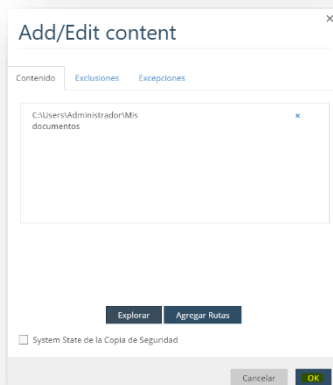 Add/Edit content
Contenido Exclusiones Excepciones
C:\Users\Administrador\Mis
documentos
Explorar Agregar Rutas
System State de la Copia de Seguridad
Cancelar OK